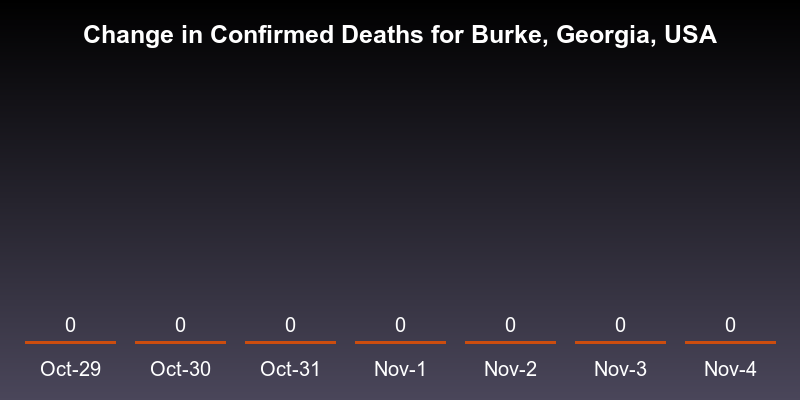 Change in Confirmed Deaths for Burke, Georgia, USA
0 0 0 0 0 0 0
Oct-29 Oct-30 Oct-31 Nov-1 Nov-2 Nov-3 Nov-4